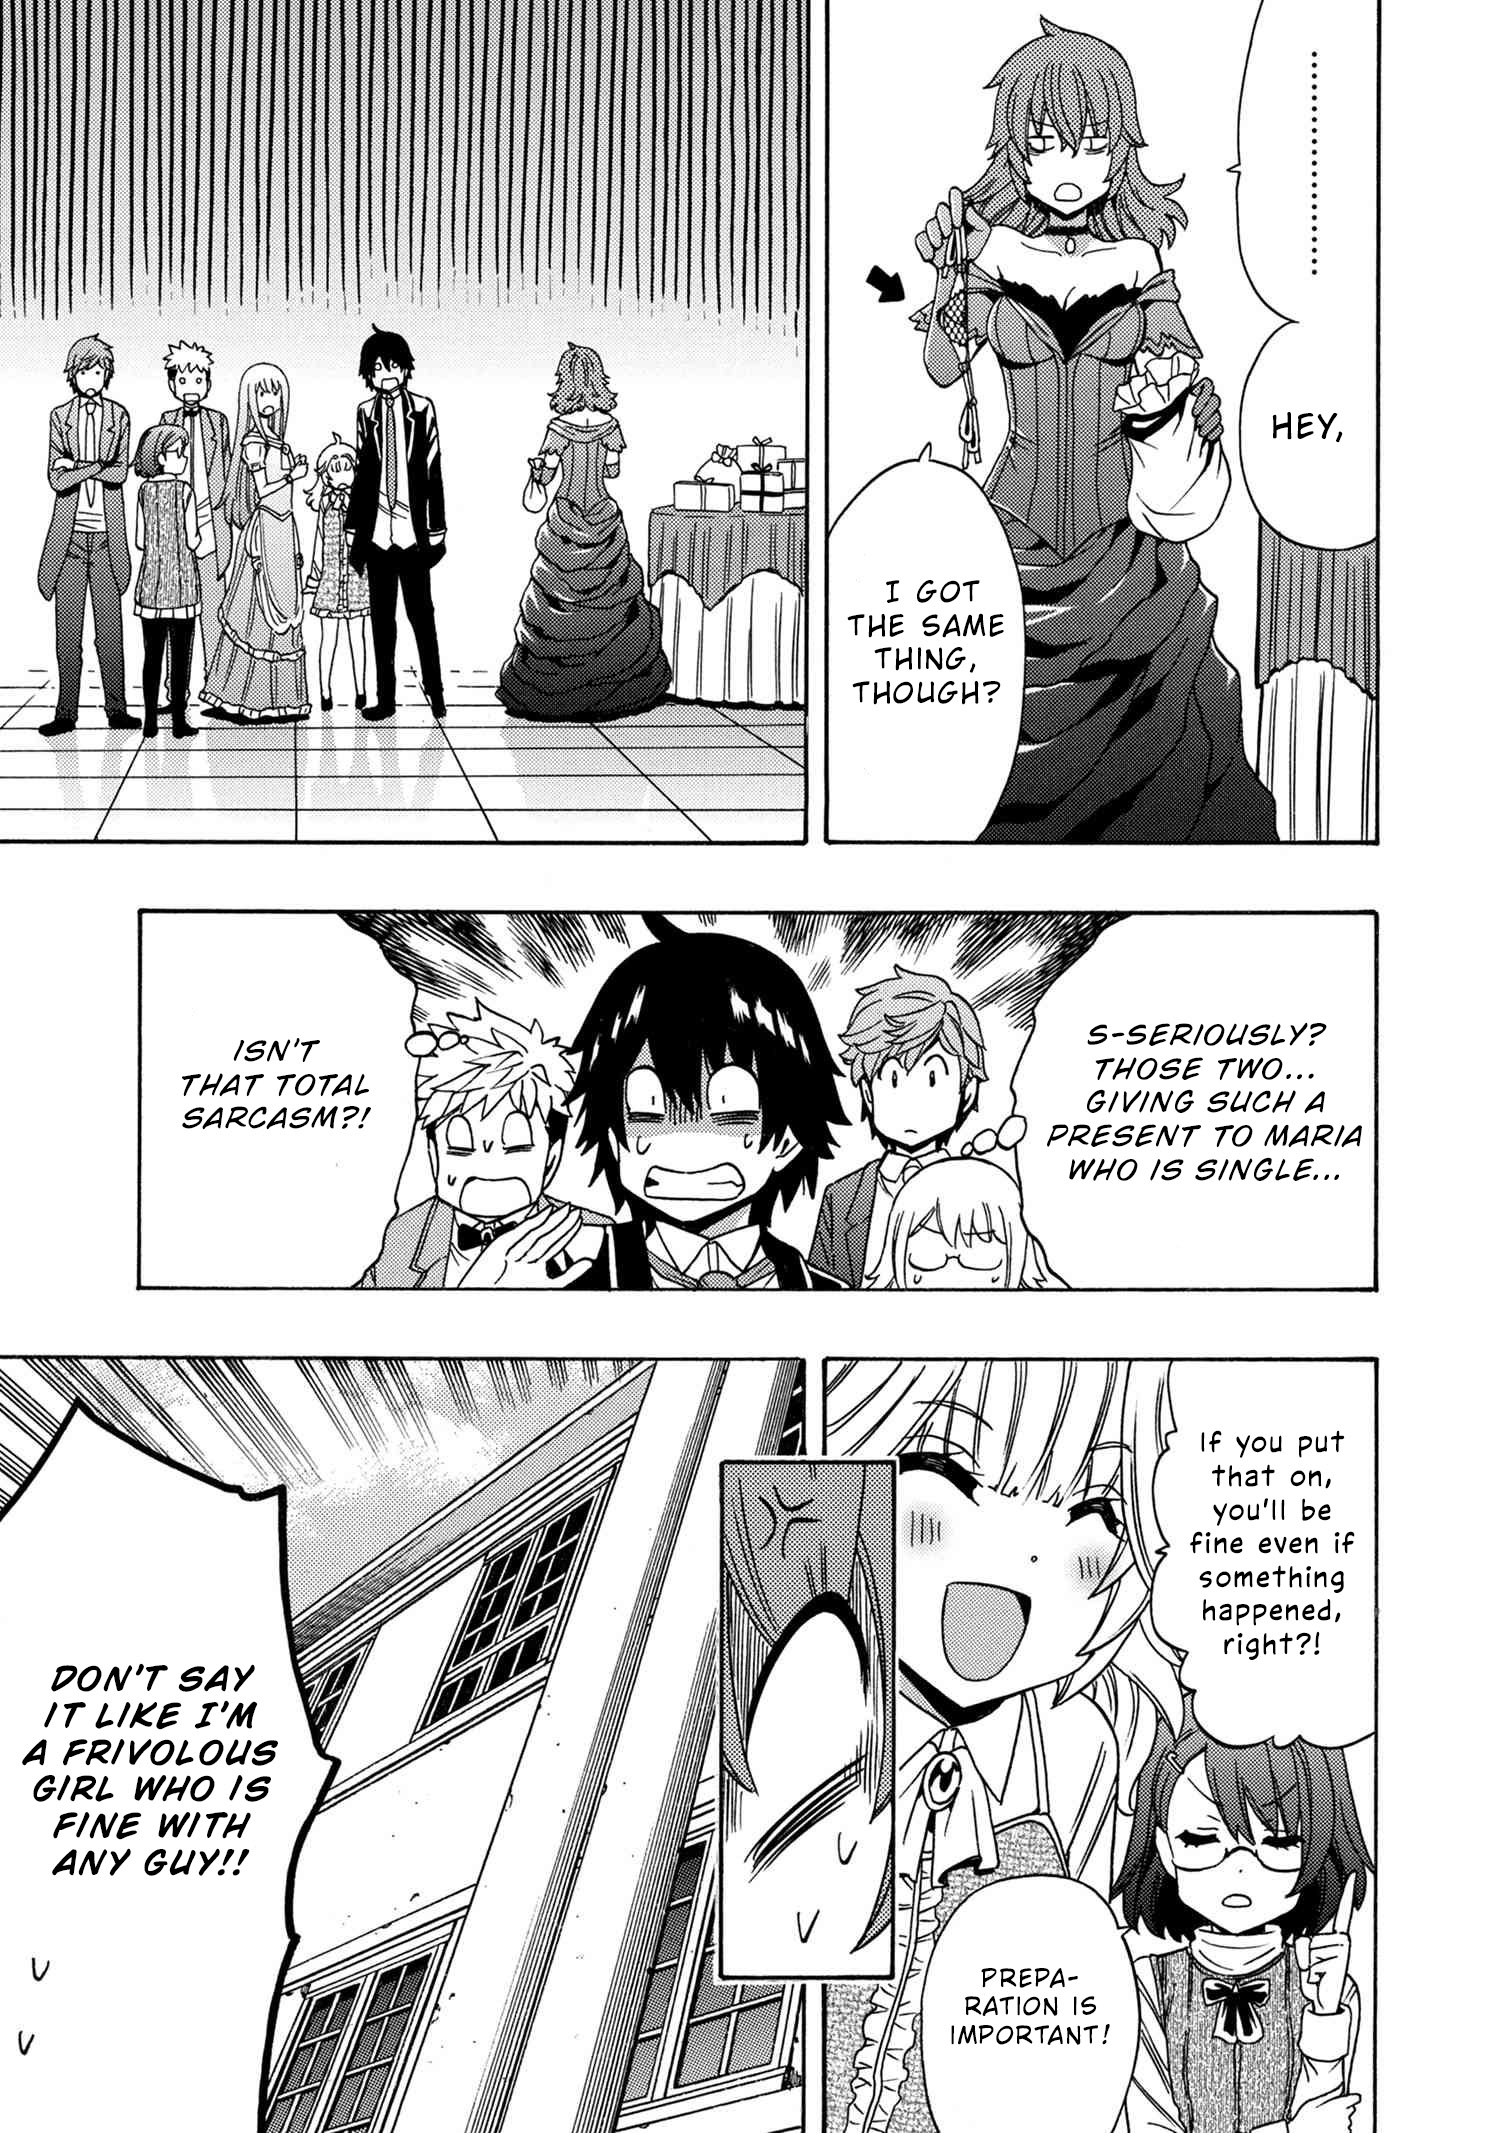 ............
HEY,
I GOT
THE SAME
THING,
THOUGH?
S-SERIOUSLY?
THOSE TWO...
GIVING SUCH A
PRESENT TO MARIA
WHO IS SINGLE...
ISN'T
THAT TOTAL
SARCASM?!
If you put
that on,
you'll be
fine even if
something
happened,
right?!
PREPA-
RATION IS
IMPORTANT!
DON'T SAY
IT LIKE I'M
A FRIVOLOUS
GIRL WHO IS
FINE WITH
ANY GUY!!